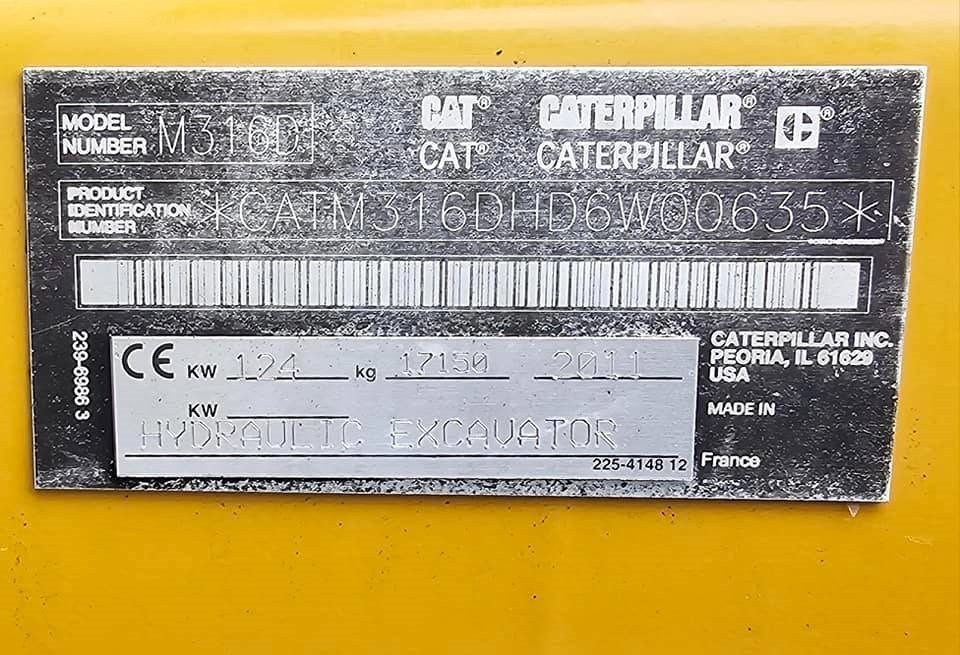 MODEL NUMBER M316D
CAT® CATERPILLAR® ®
CAT® CATERPILLAR®
PRODUCT IDENTIFICATION NUMBER *CATM316DHD6W00635*
239-6966 3
CE KW 124 kg 17150 2011
KW
HYDRAULIC EXCAVATOR
225-4148 12
CATERPILLAR INC.
PEORIA, IL 61629
USA
MADE IN
France